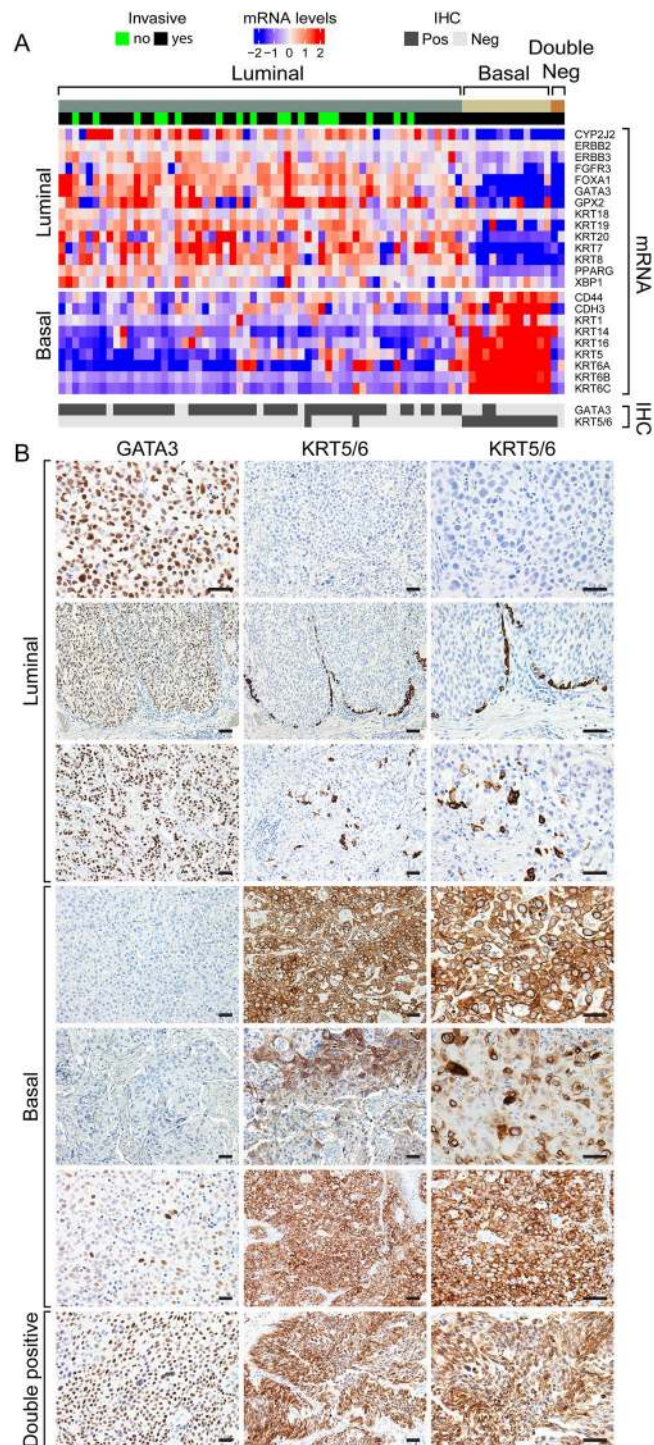 A
Invasive
no yes
mRNA levels
−2 −1 0 1 2
IHC
Pos Neg
Luminal
Basal
Double
Neg
Luminal
CYP2J2
ERBB2
ERBB3
FGFR3
FOXA1
GATA3
GPX2
KRT18
KRT19
KRT20
KRT7
KRT8
PPARG
XBP1
Basal
CD44
CDH3
KRT1
KRT14
KRT16
KRT5
KRT6A
KRT6B
KRT6C
mRNA
GATA3
KRT5/6
IHC
B
GATA3 KRT5/6 KRT5/6
Luminal
Basal
Double positive